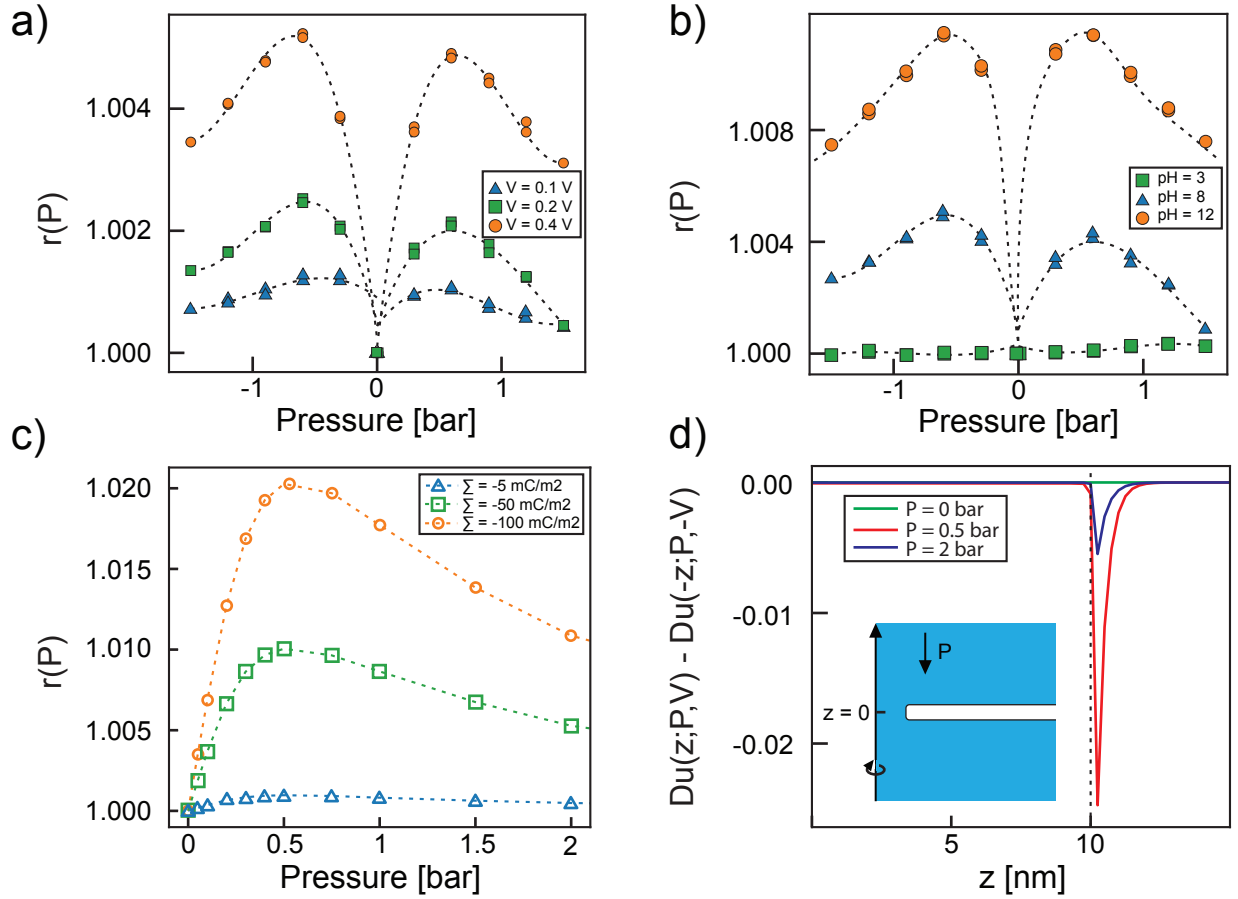 a)
r(P)
1.004
1.002
1.000
V = 0.1 V
V = 0.2 V
V = 0.4 V
-1
0
1
Pressure [bar]
b)
r(P)
1.008
1.004
1.000
pH = 3
pH = 8
pH = 12
-1
0
1
Pressure [bar]
c)
r(P)
1.020
1.015
1.010
1.005
1.000
∑ = -5 mC/m2
∑ = -50 mC/m2
∑ = -100 mC/m2
0
0.5
1.0
1.5
2
Pressure [bar]
d)
Du(z;P,V) - Du(-z;P,-V)
0.00
-0.01
-0.02
P = 0 bar
P = 0.5 bar
P = 2 bar
P
z = 0
5
10
z [nm]